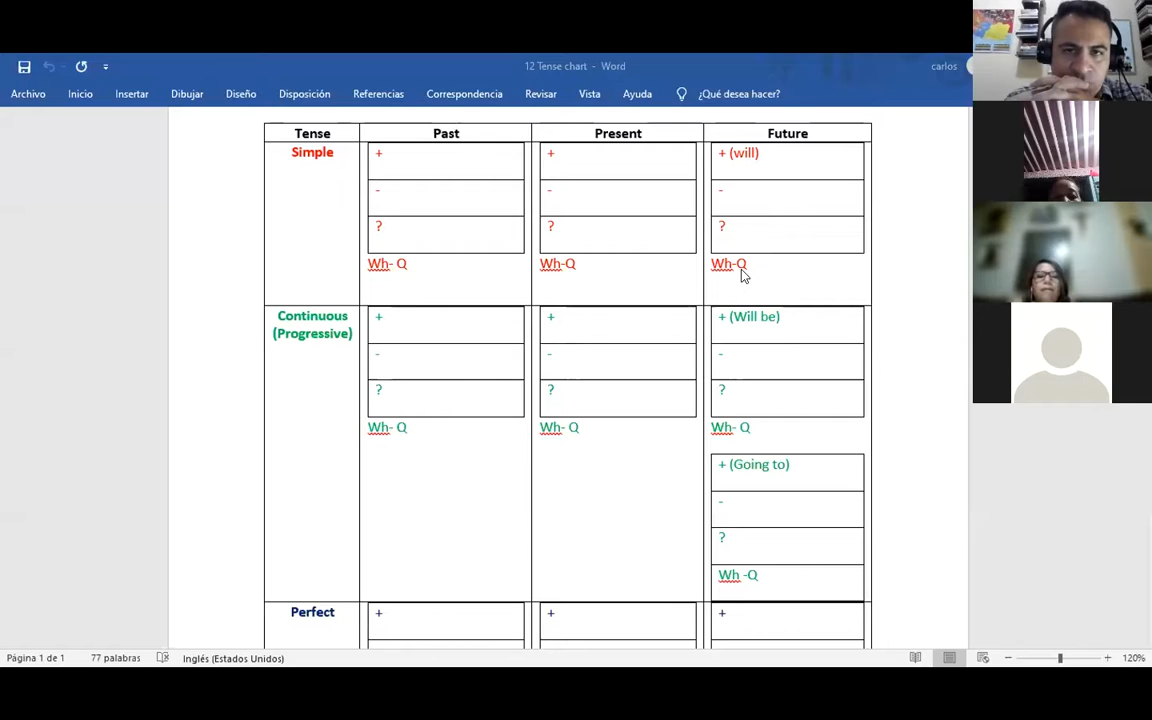 12 Tense chart - Word
carlos
Archivo Inicio Insertar Dibujar Diseño Disposición Referencias Correspondencia Revisar Vista Ayuda ¿Qué desea hacer?
Tense Past Present Future
Simple + + + (will)
- - -
? ? ?
Wh- Q Wh-Q Wh-Q
Continuous + + + (Will be)
(Progressive)
- - -
? ? ?
Wh- Q Wh- Q Wh- Q
+ (Going to)
-
?
Wh -Q
Perfect + + +
Página 1 de 1 77 palabras Inglés (Estados Unidos) 120%